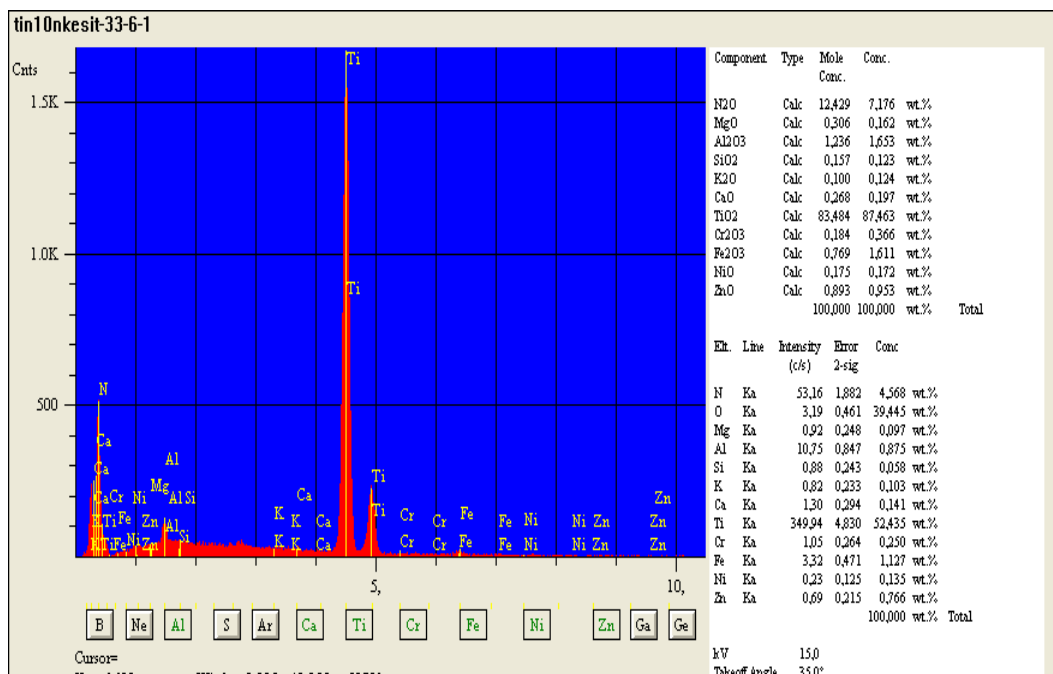 tin10nkesit-33-6-1
Cnts
1.5K
1.0K
500
Ti
Ti
N
Ca
Ca
Ca Cr Ni
K Ti Fe Zn
K Ti Fe Ni Zn
Al
Mg
Al Si
Al
Si
Ca
K K Ca
K K Ca
Ti
Ti
Cr Cr Fe Fe Ni Ni Zn Zn
Cr Cr Fe Fe Ni Ni Zn Zn
Zn
5, 10,
B Ne Al S Ar Ca Ti Cr Fe Ni Zn Ga Ge
Cursor=
Component Type Mole Conc.
Conc.
N2O Calc 12,429 7,176 wt.%
MgO Calc 0,306 0,162 wt.%
Al2O3 Calc 1,236 1,653 wt.%
SiO2 Calc 0,157 0,123 wt.%
K2O Calc 0,100 0,124 wt.%
CaO Calc 0,268 0,197 wt.%
TiO2 Calc 83,484 87,463 wt.%
Cr2O3 Calc 0,184 0,366 wt.%
Fe2O3 Calc 0,769 1,611 wt.%
NiO Calc 0,175 0,172 wt.%
ZnO Calc 0,893 0,953 wt.%
100,000 100,000 wt.% Total
Elt. Line Intensity Error Conc
(c/s) 2-sig
N Ka 53,16 1,882 4,568 wt.%
O Ka 3,19 0,461 39,445 wt.%
Mg Ka 0,92 0,248 0,097 wt.%
Al Ka 10,75 0,847 0,875 wt.%
Si Ka 0,88 0,243 0,058 wt.%
K Ka 0,82 0,233 0,103 wt.%
Ca Ka 1,30 0,294 0,141 wt.%
Ti Ka 349,94 4,830 52,435 wt.%
Cr Ka 1,05 0,264 0,250 wt.%
Fe Ka 3,32 0,471 1,127 wt.%
Ni Ka 0,23 0,125 0,135 wt.%
Zn Ka 0,69 0,215 0,766 wt.%
100,000 wt.% Total
kV 15,0
Takeoff Angle 35,0°